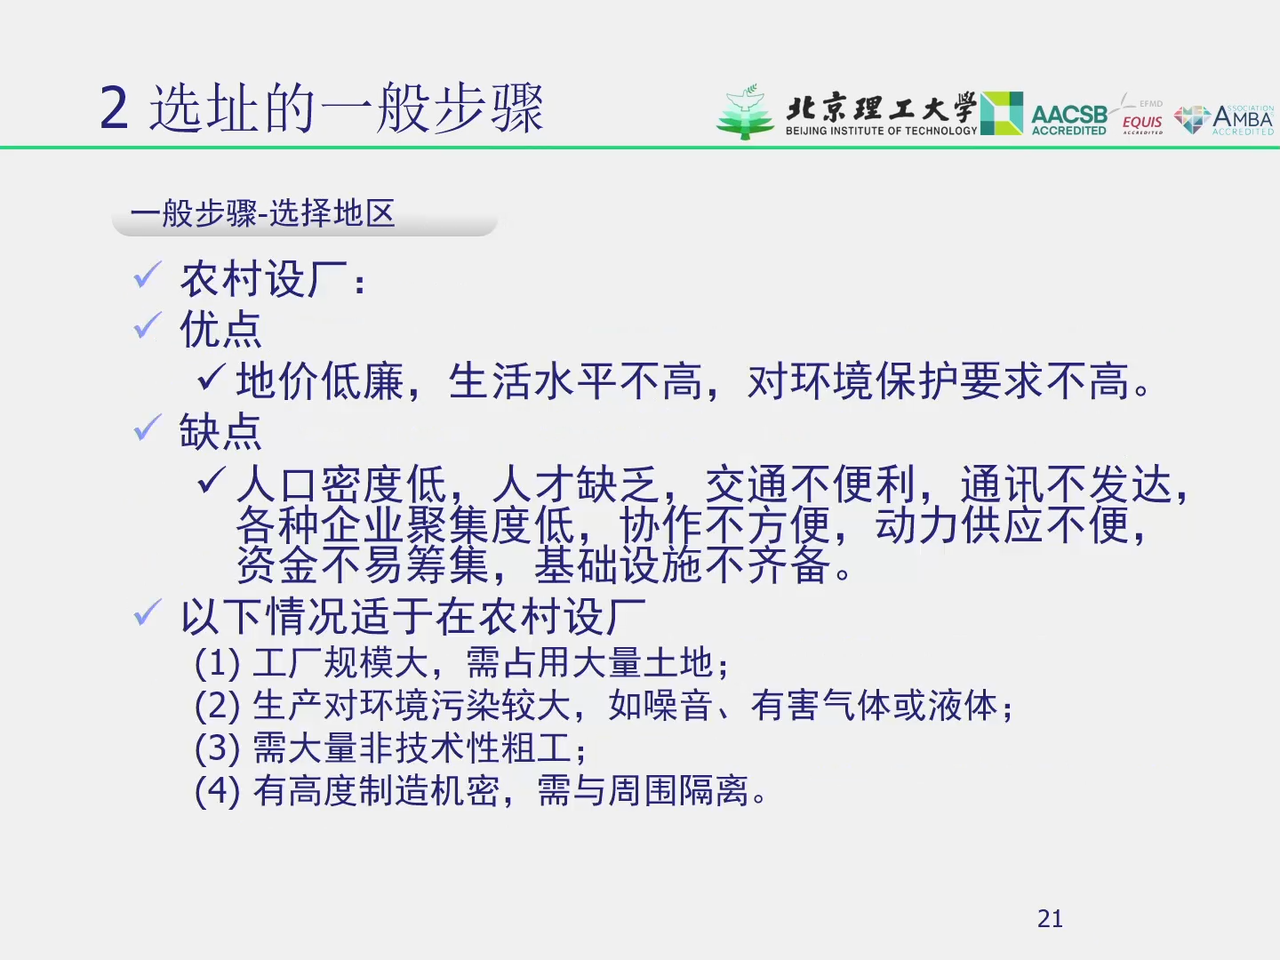 2 选址的一般步骤
北京理工大學
BEIJING INSTITUTE OF TECHNOLOGY
AACSB
ACCREDITED
EFMD
EQUIS
ACCREDITED
ASSOCIATION
AMBA
ACCREDITED
一般步骤-选择地区
农村设厂：
优点
地价低廉，生活水平不高，对环境保护要求不高。
缺点
人口密度低，人才缺乏，交通不便利，通讯不发达，
各种企业聚集度低，协作不方便，动力供应不便，
资金不易筹集，基础设施不齐备。
以下情况适于在农村设厂
(1) 工厂规模大，需占用大量土地；
(2) 生产对环境污染较大，如噪音、有害气体或液体；
(3) 需大量非技术性粗工；
(4) 有高度制造机密，需与周围隔离。
21